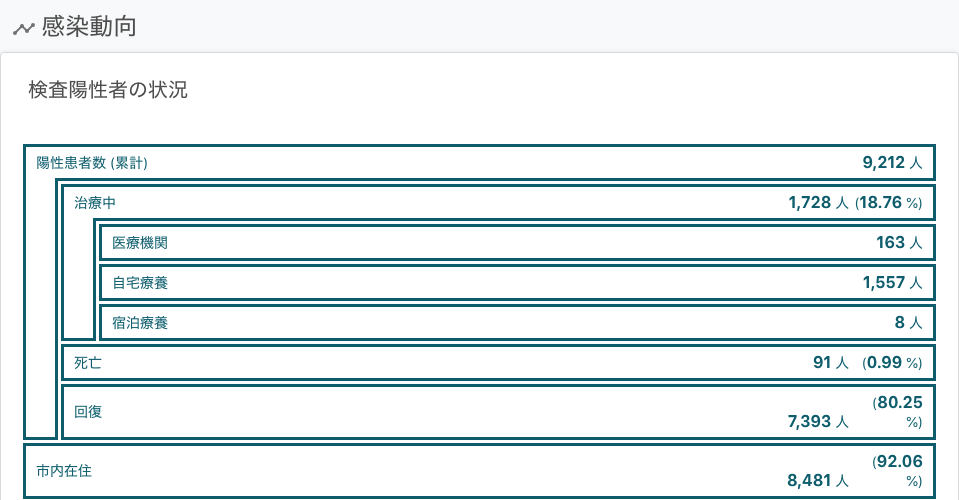 感染動向
検査陽性者の状況
陽性患者数 (累計) 9,212 人
治療中 1,728 人 (18.76 %)
医療機関 163 人
自宅療養 1,557 人
宿泊療養 8 人
死亡 91 人 (0.99 %)
回復 7,393 人 (80.25 %)
市内在住 8,481 人 (92.06 %)